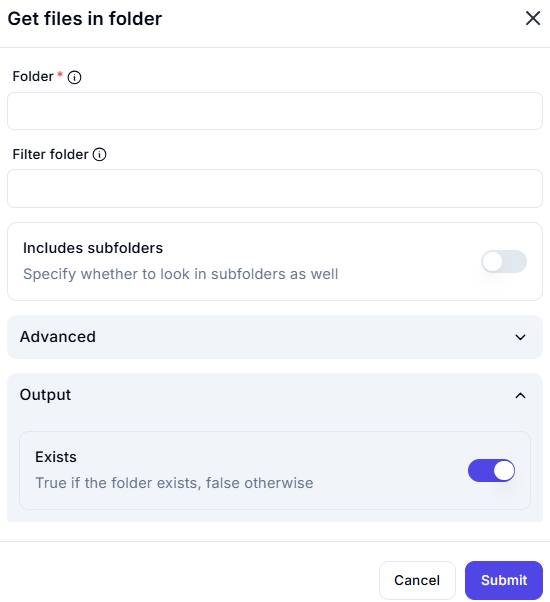 Get files in folder
Folder *
Filter folder
Includes subfolders
Specify whether to look in subfolders as well
Advanced
Output
Exists
True if the folder exists, false otherwise
Cancel
Submit